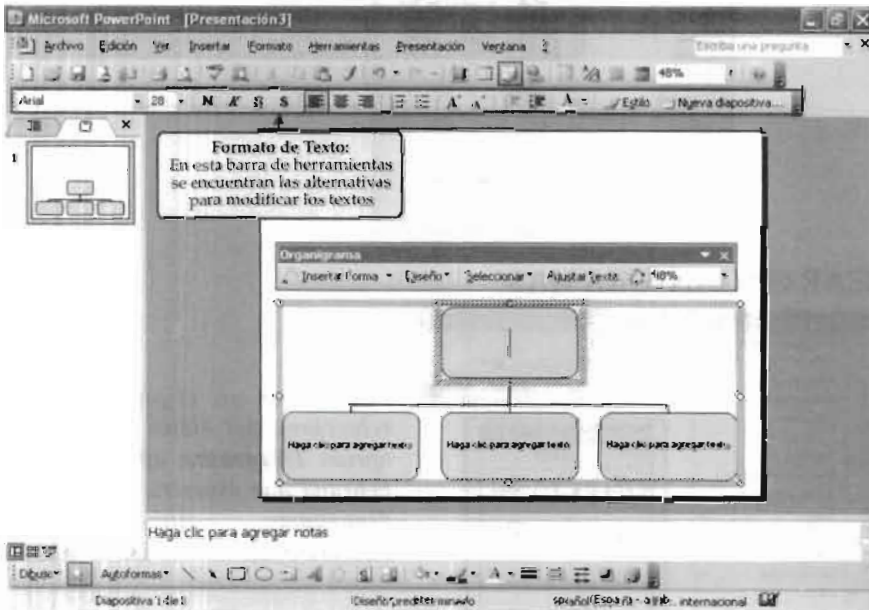 Microsoft PowerPoint - [Presentación3]
Archivo Edición Ver Insertar Formato Herramientas Presentación Ventana ?
Escriba una pregunta
48%
Arial 28 N K S S A A A Estilo Nueva diapositiva...
1
Formato de Texto:
En esta barra de herramientas
se encuentran las alternativas
para modificar los textos
Organigrama
Insertar forma Diseño Seleccionar Ajustar texto 48%
Haga clic para agregar texto
Haga clic para agregar texto
Haga clic para agregar texto
Haga clic para agregar notas
Dibujo Autoformas A
Diapositiva 1 de 1 Diseño predeterminado internacional